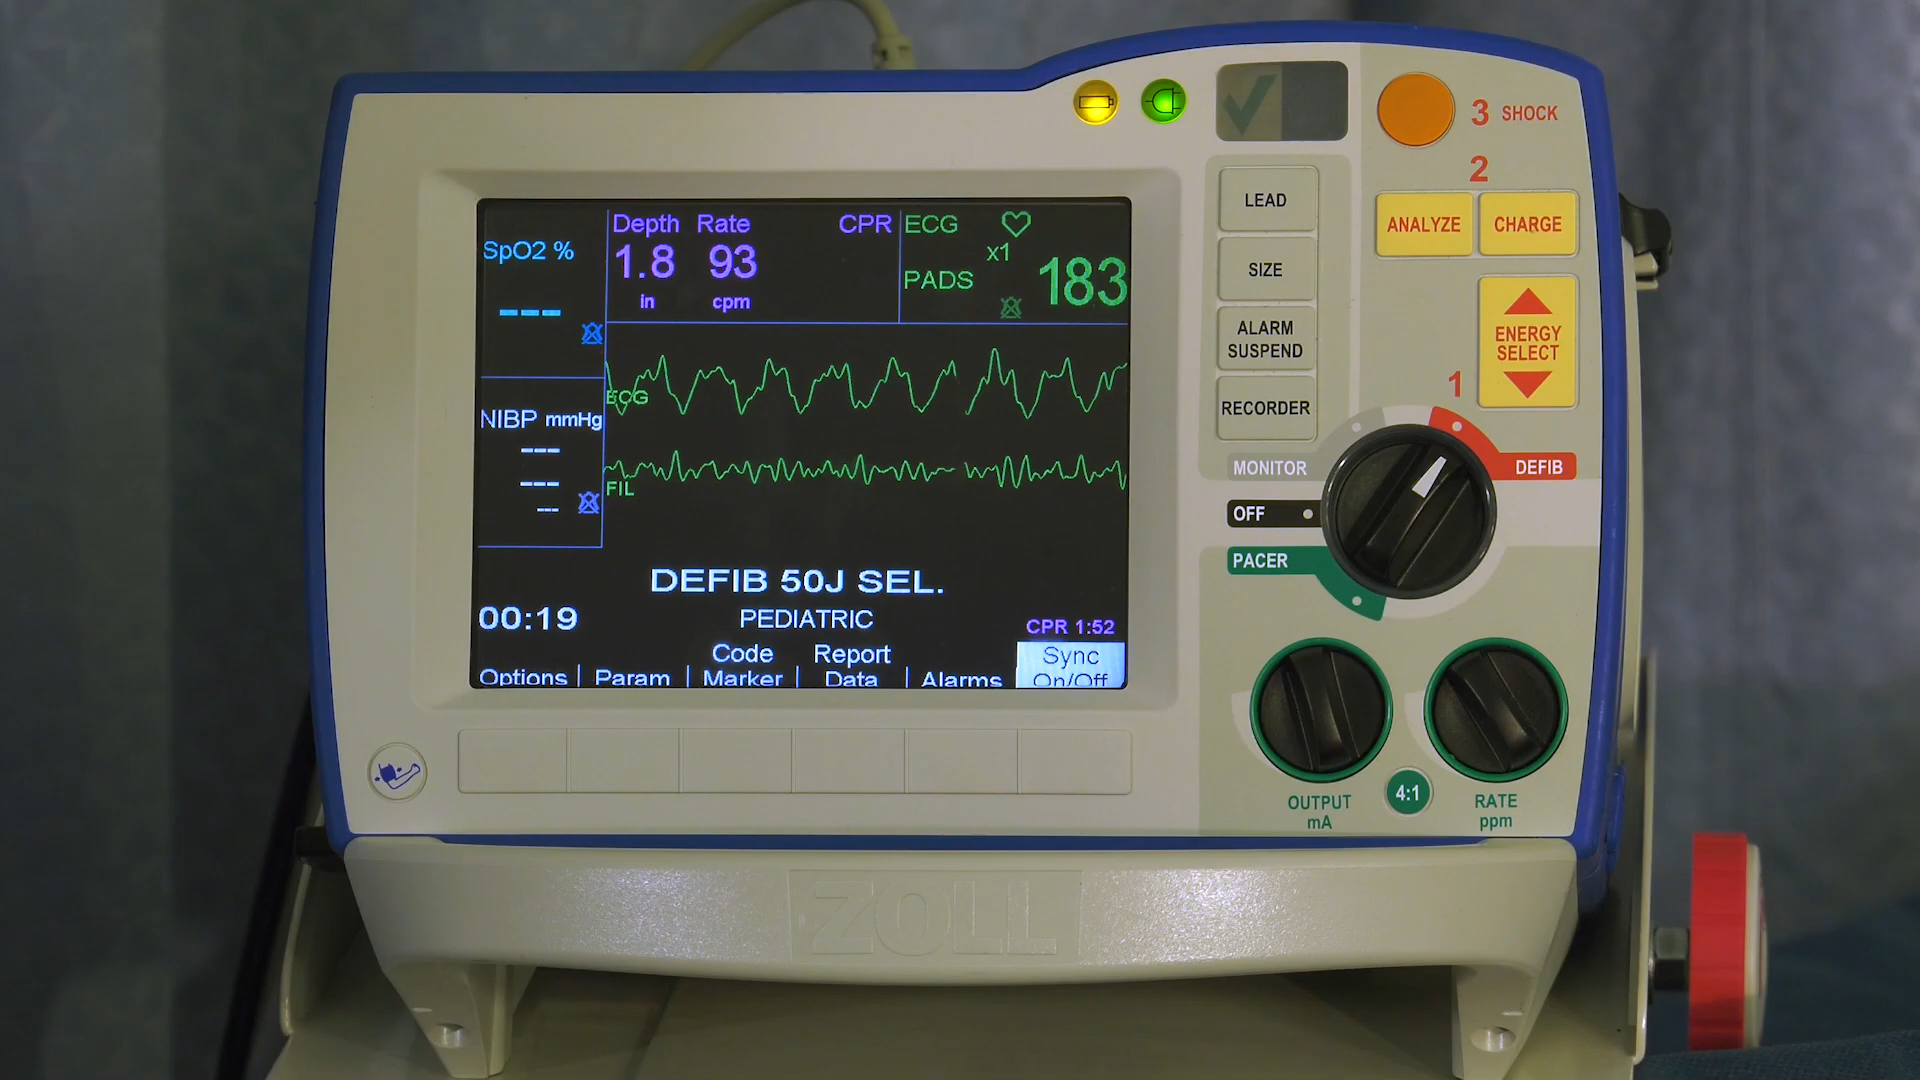 3 SHOCK
2
ANALYZE CHARGE
ENERGY
SELECT
1
LEAD
SIZE
ALARM
SUSPEND
RECORDER
MONITOR
DEFIB
OFF
PACER
SpO2 %
---
NIBP mmHg
---
---
---
Depth Rate CPR
1.8 93
in cpm
ECG x1
PADS 183
ECG
FIL
DEFIB 50J SEL.
00:19 PEDIATRIC
CPR 1:52
Options
Param
Code
Marker
Report
Data
Alarms
Sync
On/Off
OUTPUT
mA
4:1
RATE
ppm
ZOLL